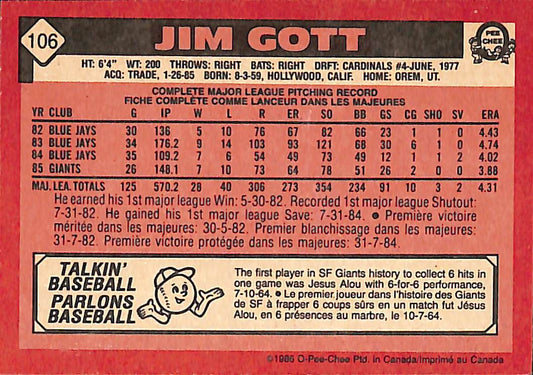 106
JIM GOTT
PEE
CHEE
HT: 6'4" WT: 200 THROWS: RIGHT BATS: RIGHT DRFT: CARDINALS #4-JUNE, 1977
ACQ: TRADE, 1-26-85 BORN: 8-3-59, HOLLYWOOD, CALIF. HOME: OREM, UT.
COMPLETE MAJOR LEAGUE PITCHING RECORD
FICHE COMPLÈTE COMME LANCEUR DANS LES MAJEURES
YR CLUB G IP W L R ER SO BB GS CG SHO SV ERA
82 BLUE JAYS 30 136 5 10 76 67 82 66 23 1 1 0 4.43
83 BLUE JAYS 34 176.2 9 14 103 93 121 68 30 6 1 0 4.74
84 BLUE JAYS 35 109.2 7 6 54 49 73 49 12 1 1 2 4.02
85 GIANTS 26 148.1 7 10 73 64 78 51 26 2 0 0 3.88
MAJ. LEA. TOTALS 125 570.2 28 40 306 273 354 234 91 10 3 2 4.31
He earned his 1st major league Win: 5-30-82. Recorded 1st major league Shutout:
7-31-82. He gained his 1st major league Save: 7-31-84. • Première victoire
méritée dans les majeures: 30-5-82. Premier blanchissage dans les majeures:
31-7-82. Première victoire protégée dans les majeures: 31-7-84.
TALKIN'
BASEBALL
PARLONS
BASEBALL
The first player in SF Giants history to collect 6 hits in
one game was Jesus Alou with 6-for-6 performance,
7-10-64. • Le premier joueur dans l'histoire des Giants
de SF à frapper 6 coups sûrs en un match fut Jésus
Alou, en 6 présences au marbre, le 10-7-64.
©1986 O-Pee-Chee Ptd. in Canada/Imprimé au Canada